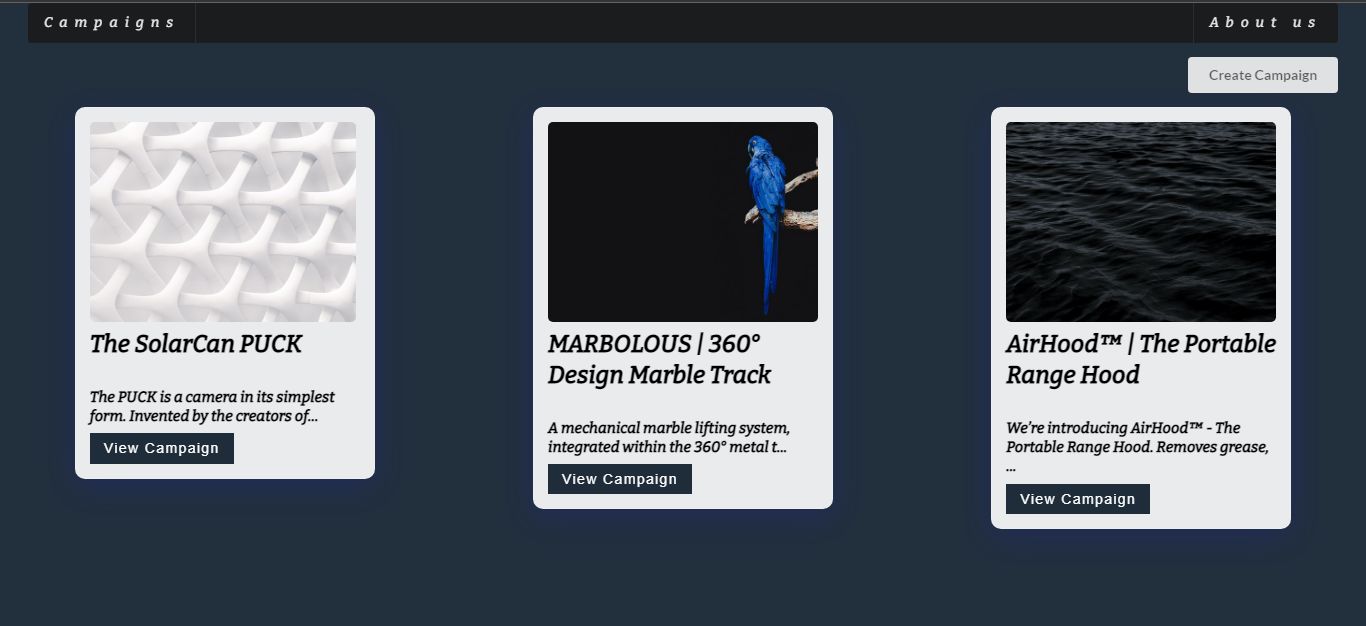 Campaigns
About us
Create Campaign
The SolarCan PUCK
The PUCK is a camera in its simplest
form. Invented by the creators of...
View Campaign
MARBOLOUS | 360°
Design Marble Track
A mechanical marble lifting system,
integrated within the 360° metal t...
View Campaign
AirHood™ | The Portable
Range Hood
We're introducing AirHood™ - The
Portable Range Hood. Removes grease,
...
View Campaign